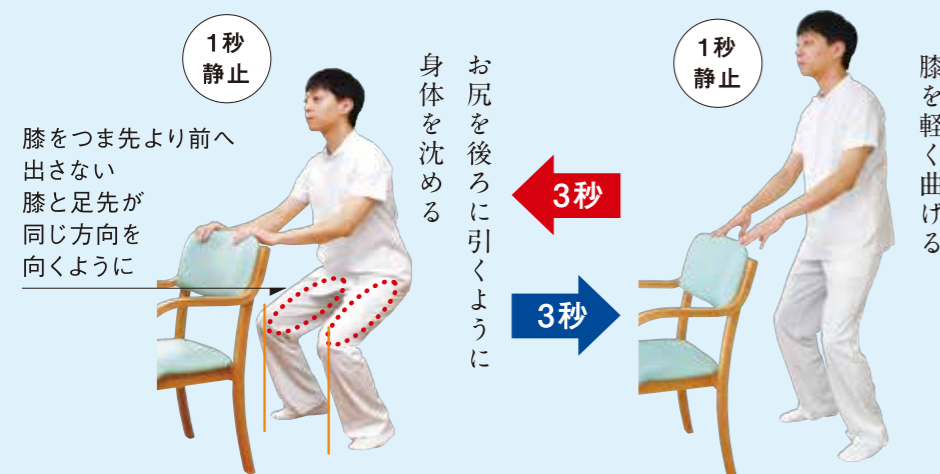 膝を軽く曲げる
1秒
静止
3秒
3秒
お尻を後ろに引くように
身体を沈める
1秒
静止
膝をつま先より前へ
出さない
膝と足先が
同じ方向を
向くように